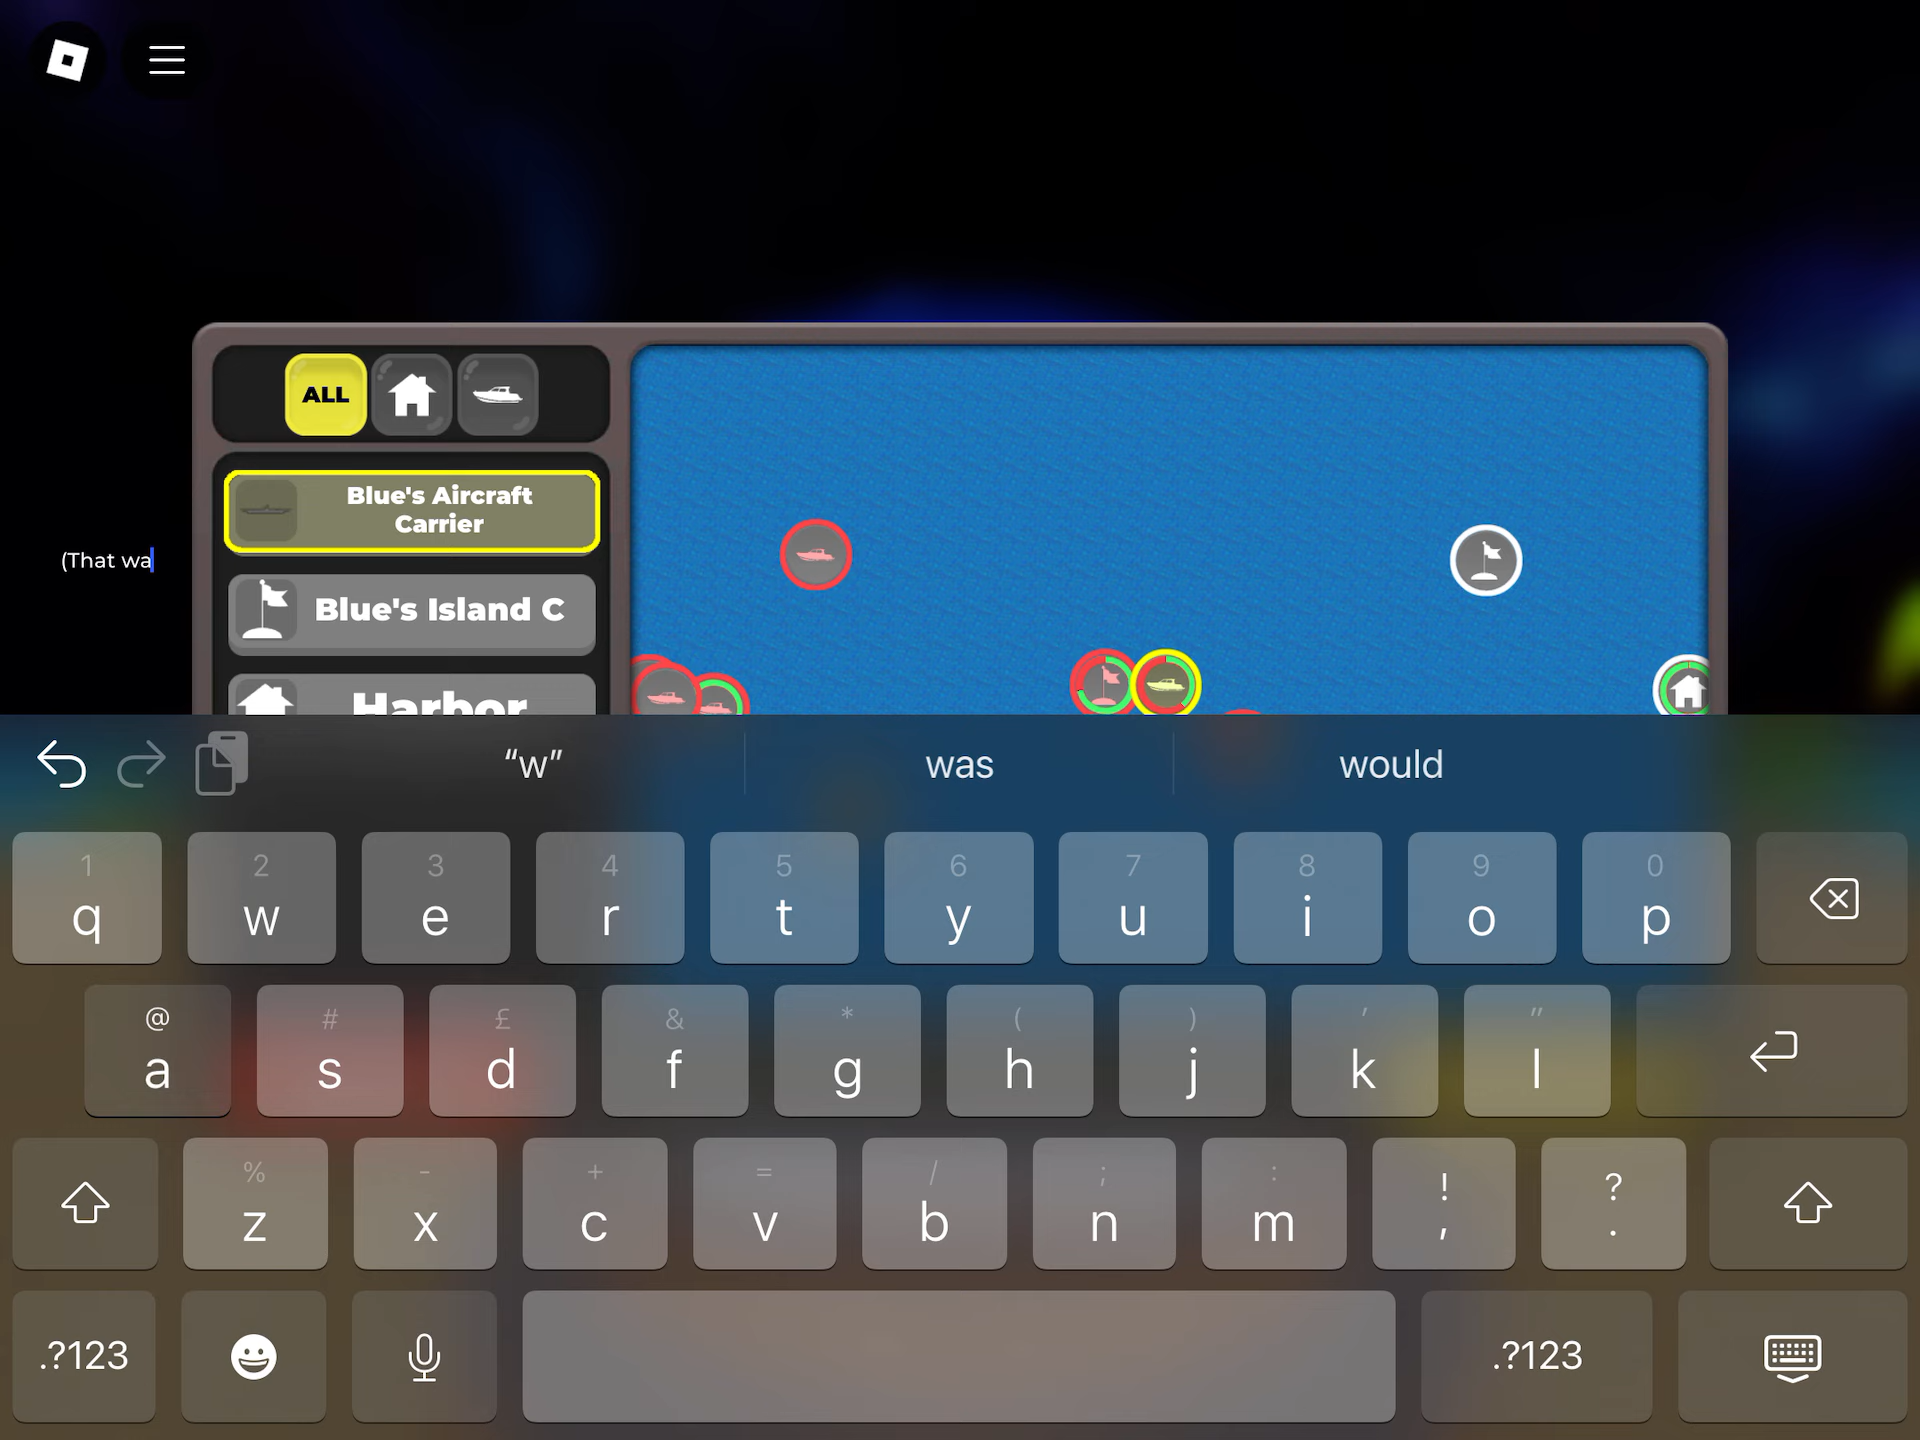 ALL
Blue's Aircraft
Carrier
(That wa
Blue's Island C
Harbor
“w” was would
1 2 3 4 5 6 7 8 9 0
q w e r t y u i o p
@ # £ & * ( ) ' "
a s d f g h j k l
% - + = / ; : ! ?
z x c v b n m , .
.?123 .?123